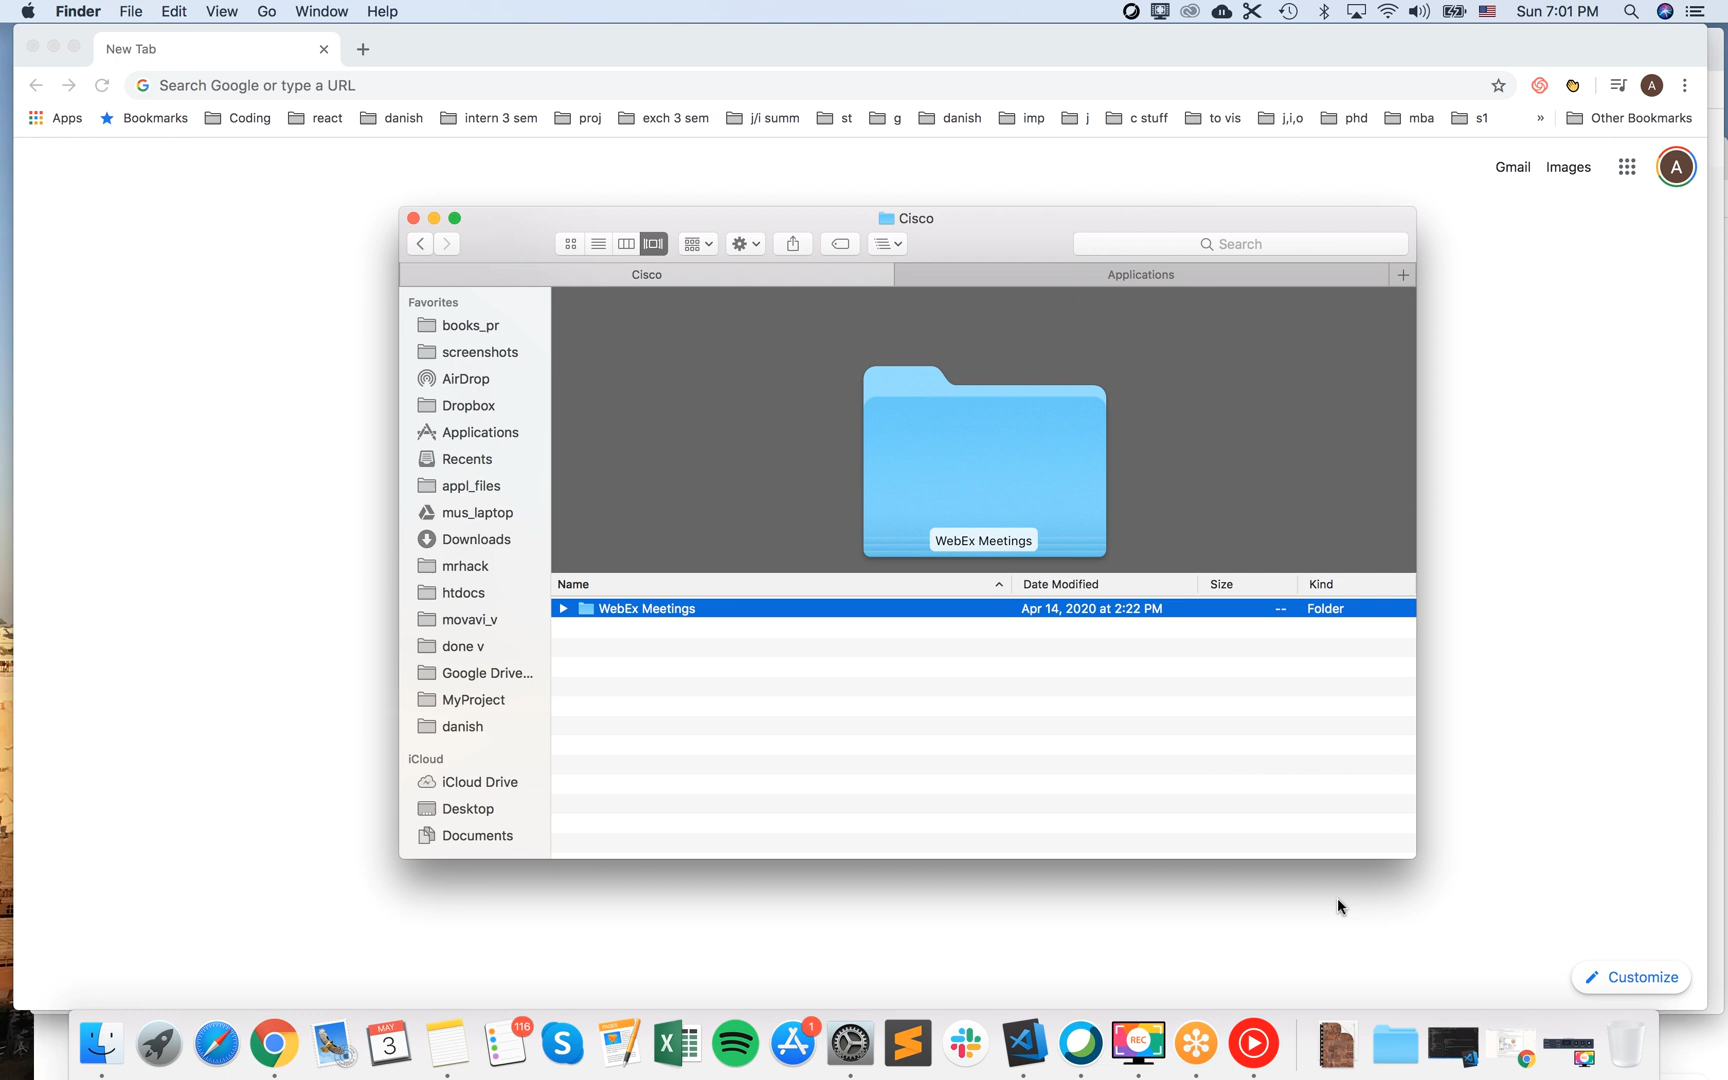 Finder File Edit View Go Window Help Sun 7:01 PM
New Tab
Search Google or type a URL
A
Apps Bookmarks Coding react danish intern 3 sem proj exch 3 sem j/i summ st g danish imp j c stuff to vis j,i,o phd mba s1 » Other Bookmarks
Gmail Images A
Cisco
Search
Cisco Applications
Favorites
books_pr
screenshots
AirDrop
Dropbox
Applications
Recents
appl_files
mus_laptop
Downloads
mrhack
htdocs
movavi_v
done v
Google Drive...
MyProject
danish
iCloud
iCloud Drive
Desktop
Documents
WebEx Meetings
Name Date Modified Size Kind
WebEx Meetings Apr 14, 2020 at 2:22 PM -- Folder
Customize
MAY
3
116
1
REC